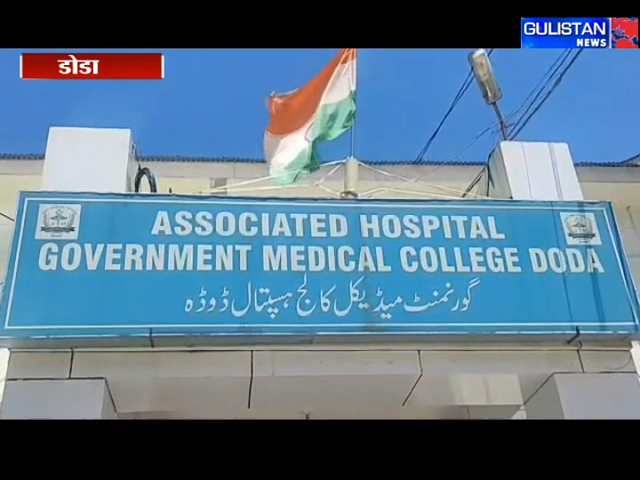 GULISTAN
NEWS
डोडा
ASSOCIATED HOSPITAL
GOVERNMENT MEDICAL COLLEGE DODA
گورنمنٹ میڈیکل کالج ہسپتال ڈوڈہ